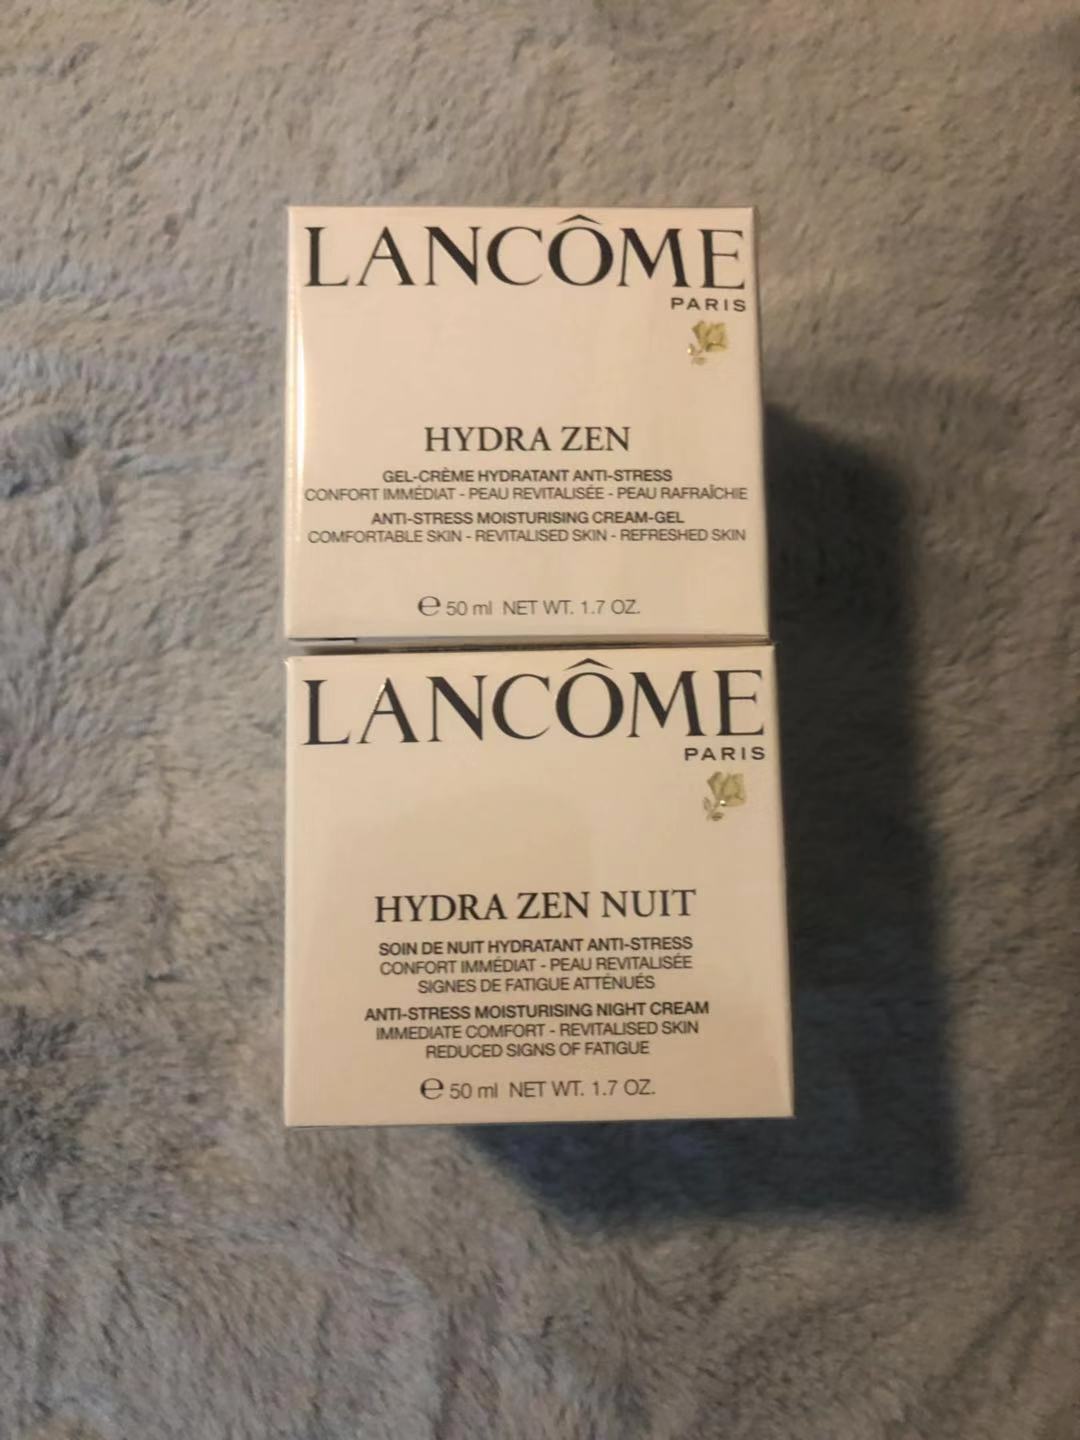 LANCÔME
PARIS
HYDRA ZEN
GEL-CRÈME HYDRATANT ANTI-STRESS
CONFORT IMMÉDIAT - PEAU REVITALISÉE - PEAU RAFRAÎCHIE
ANTI-STRESS MOISTURISING CREAM-GEL
COMFORTABLE SKIN - REVITALISED SKIN - REFRESHED SKIN
℮ 50 ml NET WT. 1.7 OZ.
LANCÔME
PARIS
HYDRA ZEN NUIT
SOIN DE NUIT HYDRATANT ANTI-STRESS
CONFORT IMMÉDIAT - PEAU REVITALISÉE
SIGNES DE FATIGUE ATTÉNUÉS
ANTI-STRESS MOISTURISING NIGHT CREAM
IMMEDIATE COMFORT - REVITALISED SKIN
REDUCED SIGNS OF FATIGUE
℮ 50 ml NET WT. 1.7 OZ.